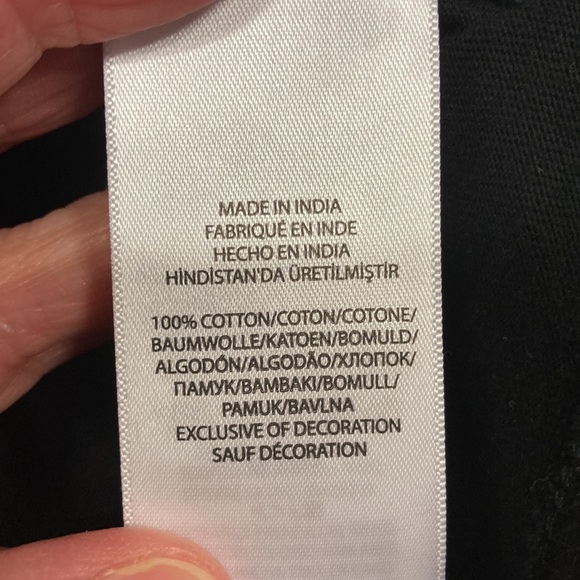 MADE IN INDIA
FABRIQUÉ EN INDE
HECHO EN INDIA
HİNDİSTAN'DA ÜRETİLMİŞTİR
100% COTTON/COTON/COTONE/
BAUMWOLLE/KATOEN/BOMULD/
ALGODÓN/ALGODÃO/ХЛОПОК/
ПАМУК/BAMBAKI/BOMULL/
PAMUK/BAVLNA
EXCLUSIVE OF DECORATION
SAUF DÉCORATION